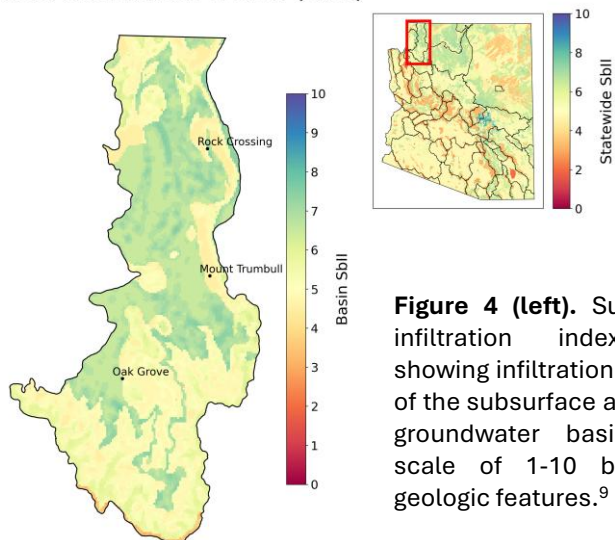 Rock Crossing
Mount Trumbull
Oak Grove
10
9
8
7
6
5
4
3
2
1
0
Basin SbII
10
8
6
4
2
0
Statewide SbII
Figure 4 (left). Su
infiltration index
showing infiltration
of the subsurface a
groundwater basi
scale of 1-10 b
geologic features.⁹